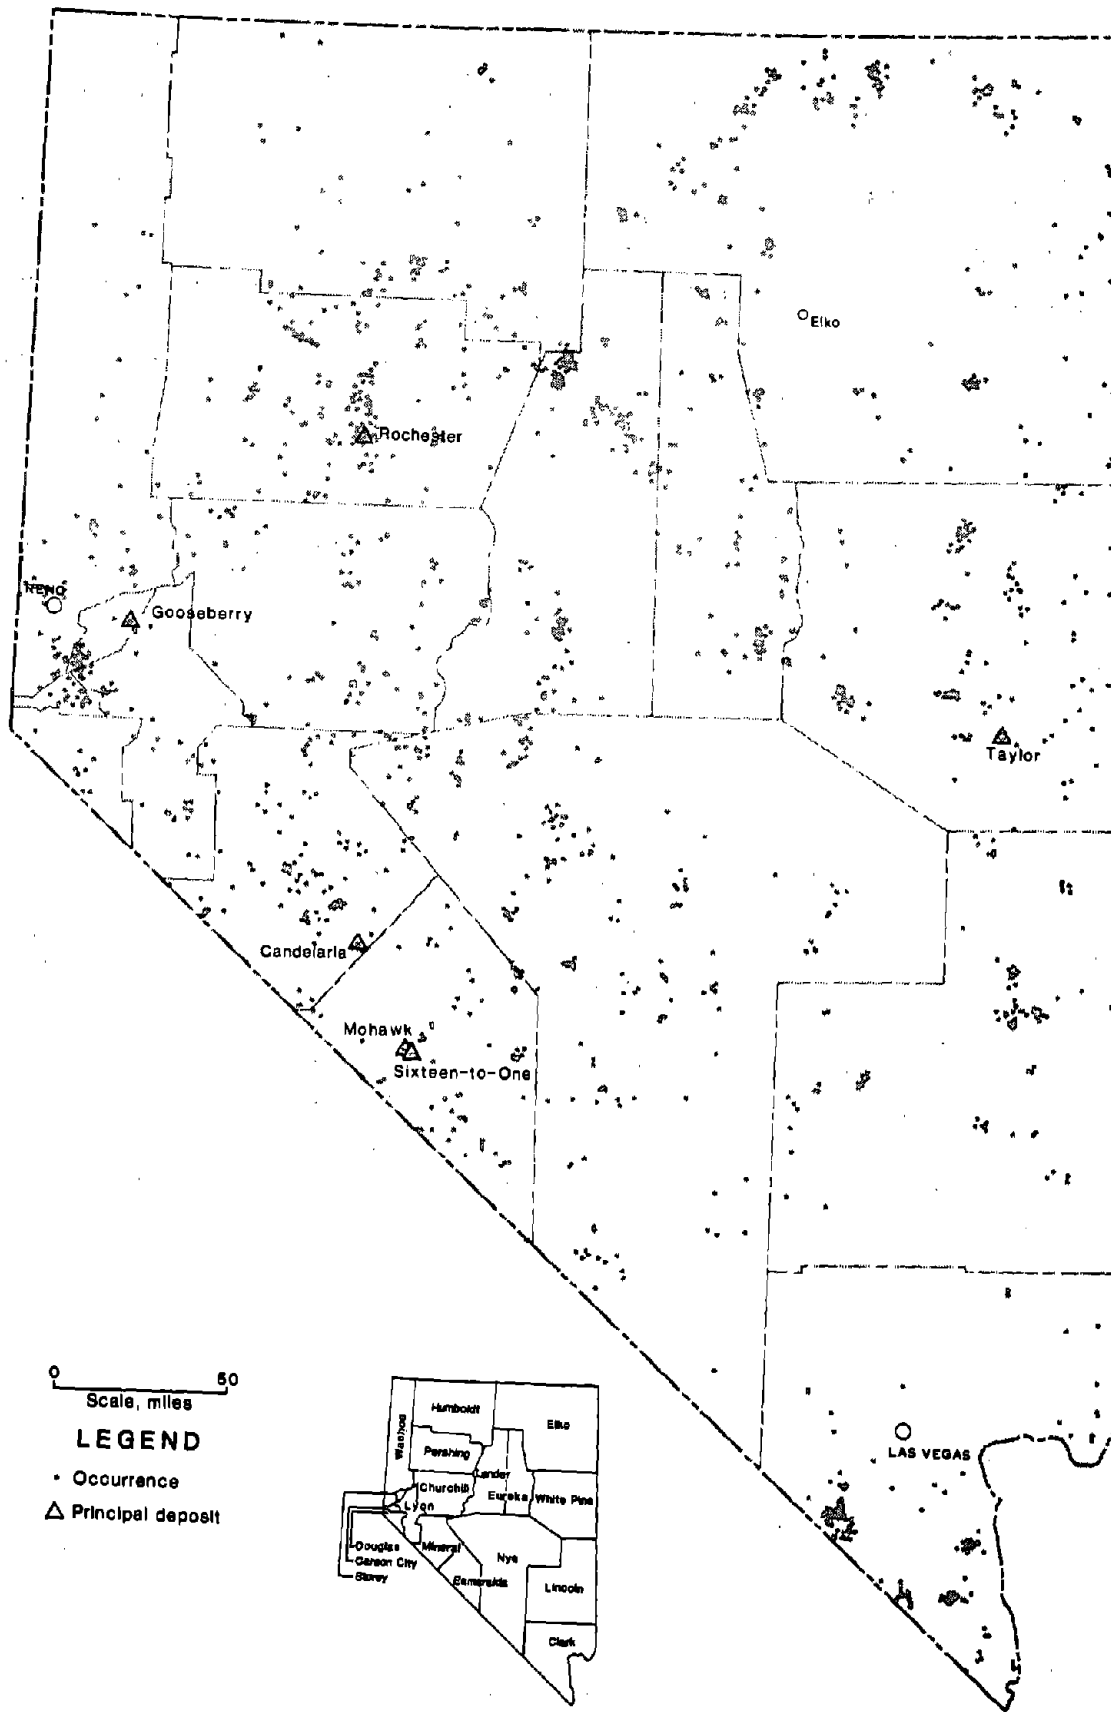 Elko
Rochester
RENO
Gooseberry
Taylor
Candelaria
Mohawk
Sixteen-to-One
0 50
Scale, miles
LEGEND
Occurrence
Principal deposit
LAS VEGAS
Washoe
Humboldt
Elko
Pershing
Lander
Churchill
Eureka
White Pine
Lyon
Douglas
Carson City
Storey
Mineral
Nye
Esmeralda
Lincoln
Clark